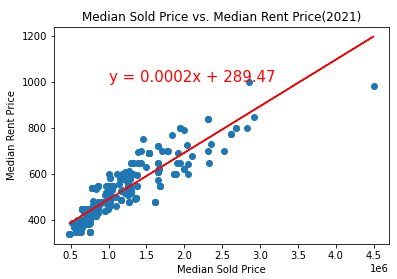 Median Sold Price vs. Median Rent Price(2021)
1200
1000
800
600
400
y = 0.0002x + 289.47
Median Rent Price
0.5 1.0 1.5 2.0 2.5 3.0 3.5 4.0 4.5
1e6
Median Sold Price